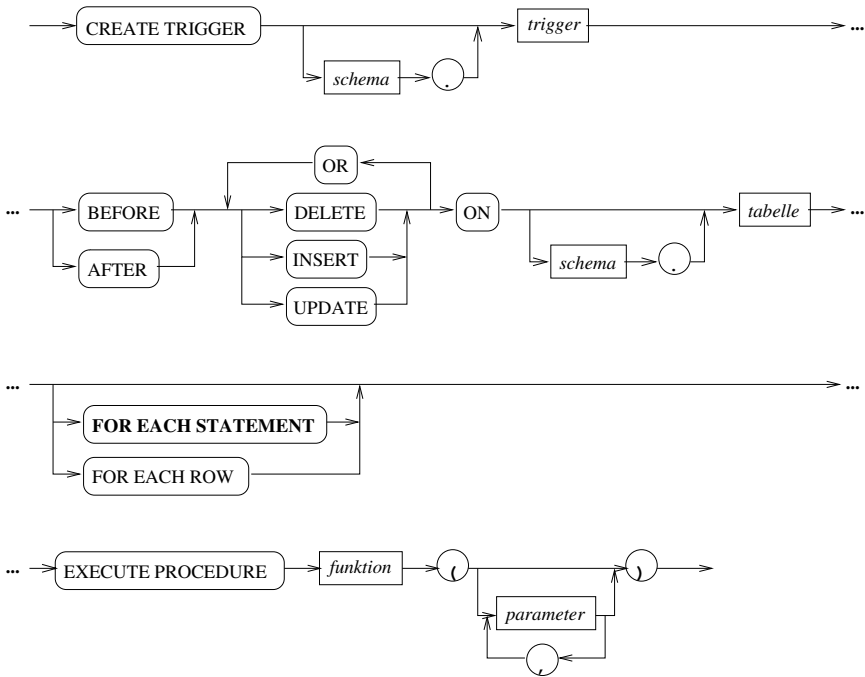 CREATE TRIGGER trigger ...
schema .
OR
... BEFORE DELETE ON tabelle ...
AFTER INSERT schema .
UPDATE
... ...
FOR EACH STATEMENT
FOR EACH ROW
... EXECUTE PROCEDURE funktion ( )
parameter
,